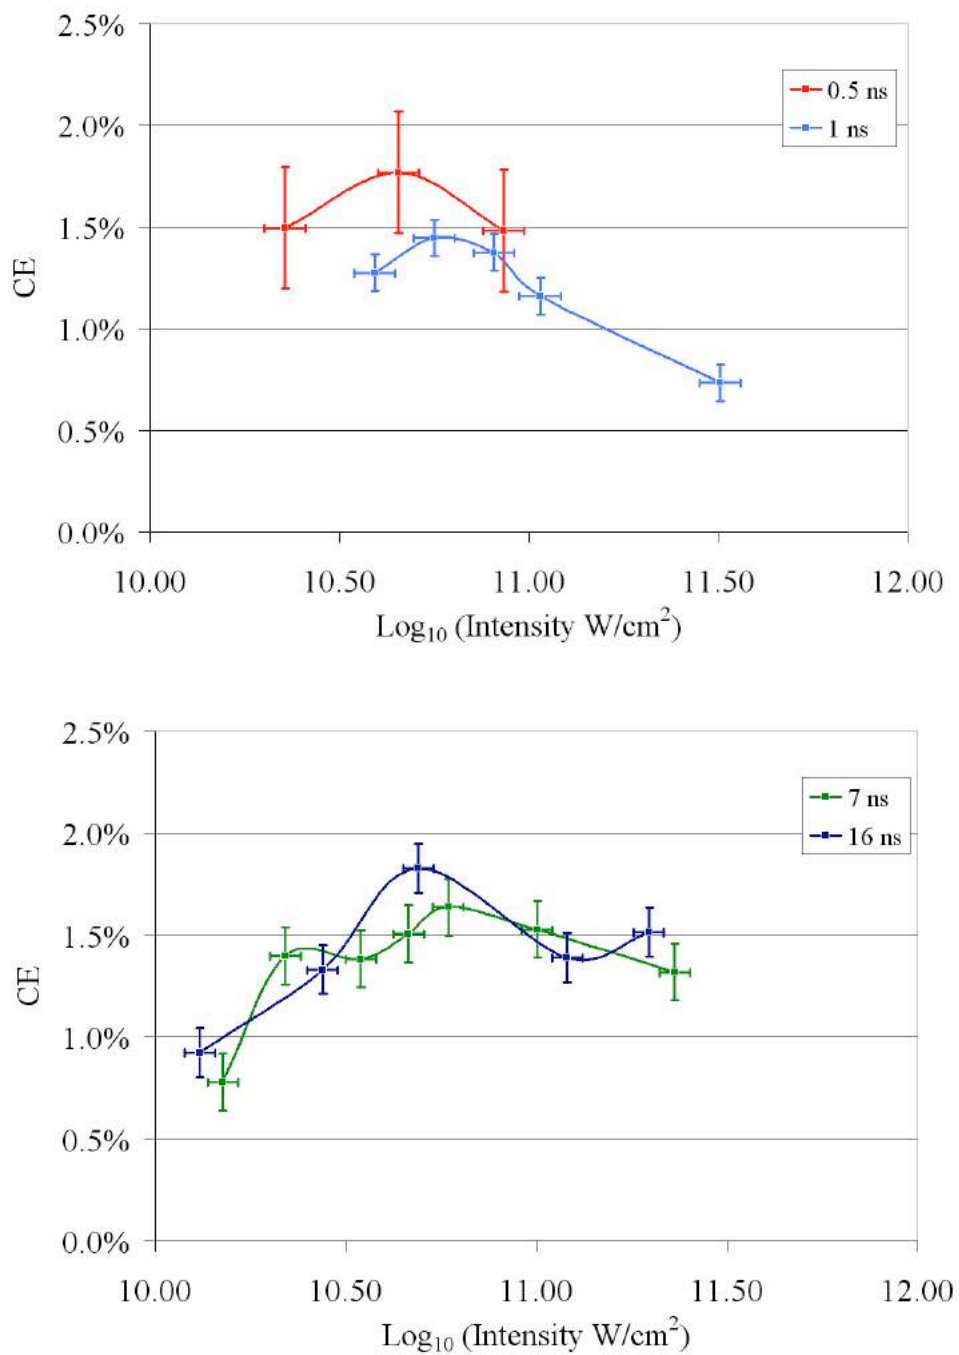 2.5%
2.0%
1.5%
1.0%
0.5%
0.0%
CE
0.5 ns
1 ns
10.00 10.50 11.00 11.50 12.00
Log₁₀ (Intensity W/cm²)
2.5%
2.0%
1.5%
1.0%
0.5%
0.0%
CE
7 ns
16 ns
10.00 10.50 11.00 11.50 12.00
Log₁₀ (Intensity W/cm²)